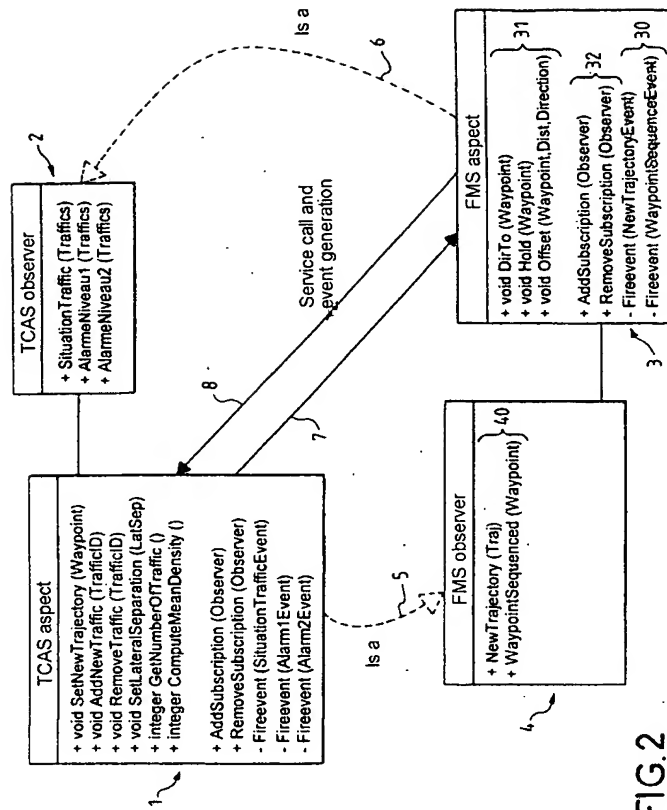 TCAS aspect
+ void SetNewTrajectory (Waypoint)
+ void AddNewTraffic (TrafficID)
+ void RemoveTraffic (TrafficID)
+ void SetLateralSeparation (LatSep)
+ integer GetNumberOfTraffic ()
+ integer ComputeMeanDensity ()
+ AddSubscription (Observer)
+ RemoveSubscription (Observer)
- Fireevent (SituationTrafficEvent)
- Fireevent (Alarm1Event)
- Fireevent (Alarm2Event)
1
TCAS observer
+ SituationTraffic (Traffics)
+ AlarmeNiveau1 (Traffics)
+ AlarmeNiveau2 (Traffics)
2
Is a
6
Service call and
event generation
8
7
Is a
5
FMS observer
+ NewTrajectory (Traj)
+ WaypointSequenced (Waypoint)
40
4
FMS aspect
+ void DirTo (Waypoint)
+ void Hold (Waypoint)
+ void Offset (Waypoint,Dist,Direction)
31
+ AddSubscription (Observer)
+ RemoveSubscription (Observer)
32
- Fireevent (NewTrajectoryEvent)
- Fireevent (WaypointSequenceEvent)
30
3
FIG.2